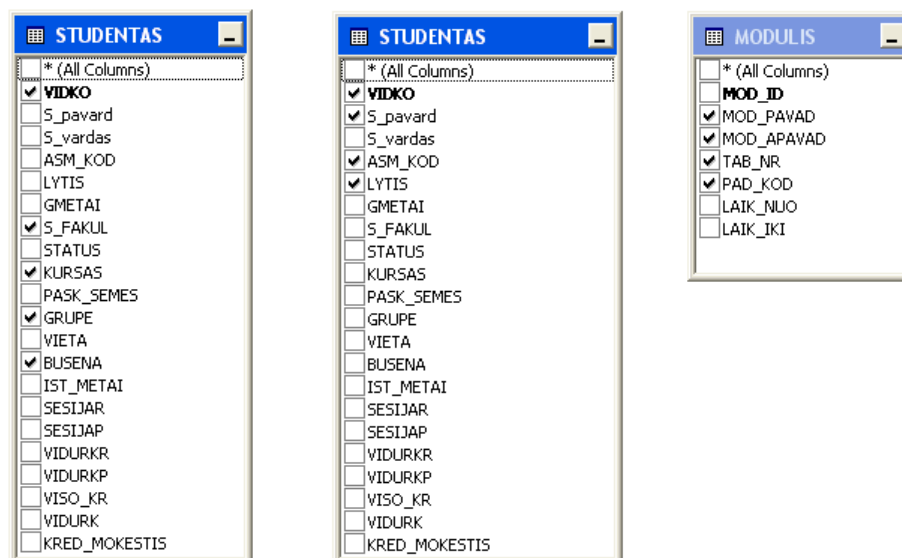 STUDENTAS
* (All Columns)
VIDKO
S_pavard
S_vardas
ASM_KOD
LYTIS
GMETAI
S_FAKUL
STATUS
KURSAS
PASK_SEMES
GRUPE
VIETA
BUSENA
IST_METAI
SESIJAR
SESIJAP
VIDURKR
VIDURKP
VISO_KR
VIDURK
KRED_MOKESTIS
STUDENTAS
* (All Columns)
VIDKO
S_pavard
S_vardas
ASM_KOD
LYTIS
GMETAI
S_FAKUL
STATUS
KURSAS
PASK_SEMES
GRUPE
VIETA
BUSENA
IST_METAI
SESIJAR
SESIJAP
VIDURKR
VIDURKP
VISO_KR
VIDURK
KRED_MOKESTIS
MODULIS
* (All Columns)
MOD_ID
MOD_PAVAD
MOD_APAVAD
TAB_NR
PAD_KOD
LAIK_NUO
LAIK_IKI